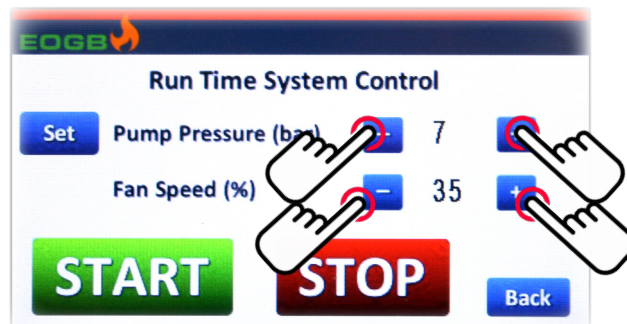 EOGB
Run Time System Control
Set Pump Pressure (bar) − 7
Fan Speed (%) − 35 +
START STOP Back